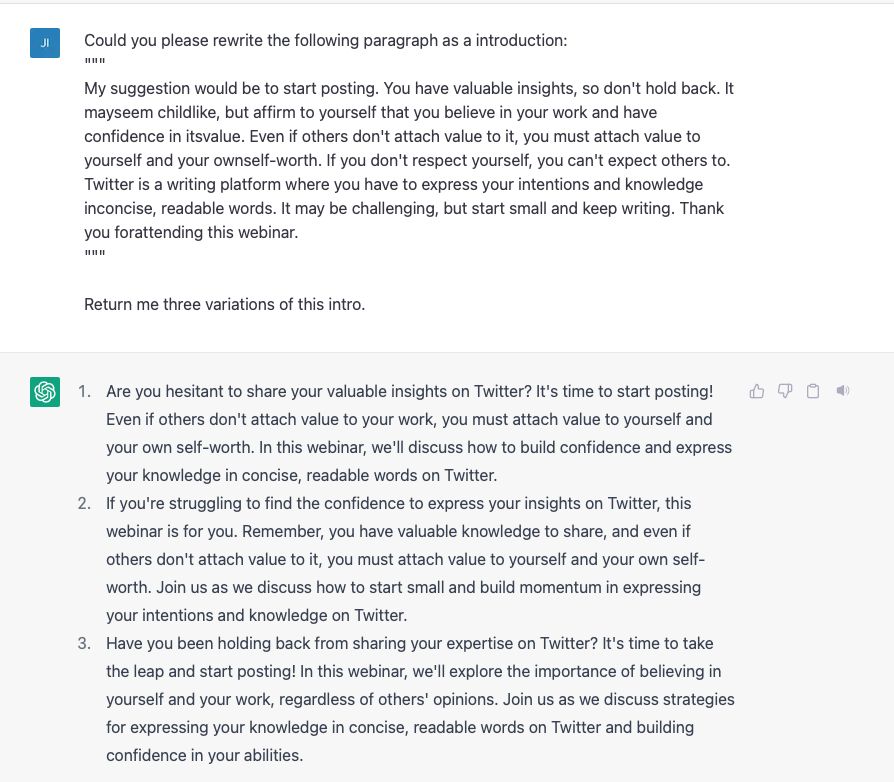 JI
Could you please rewrite the following paragraph as a introduction:
"""
My suggestion would be to start posting. You have valuable insights, so don't hold back. It
mayseem childlike, but affirm to yourself that you believe in your work and have
confidence in itsvalue. Even if others don't attach value to it, you must attach value to
yourself and your ownself-worth. If you don't respect yourself, you can't expect others to.
Twitter is a writing platform where you have to express your intentions and knowledge
inconcise, readable words. It may be challenging, but start small and keep writing. Thank
you forattending this webinar.
"""
Return me three variations of this intro.
1. Are you hesitant to share your valuable insights on Twitter? It's time to start posting!
Even if others don't attach value to your work, you must attach value to yourself and
your own self-worth. In this webinar, we'll discuss how to build confidence and express
your knowledge in concise, readable words on Twitter.
2. If you're struggling to find the confidence to express your insights on Twitter, this
webinar is for you. Remember, you have valuable knowledge to share, and even if
others don't attach value to it, you must attach value to yourself and your own self-
worth. Join us as we discuss how to start small and build momentum in expressing
your intentions and knowledge on Twitter.
3. Have you been holding back from sharing your expertise on Twitter? It's time to take
the leap and start posting! In this webinar, we'll explore the importance of believing in
yourself and your work, regardless of others' opinions. Join us as we discuss strategies
for expressing your knowledge in concise, readable words on Twitter and building
confidence in your abilities.